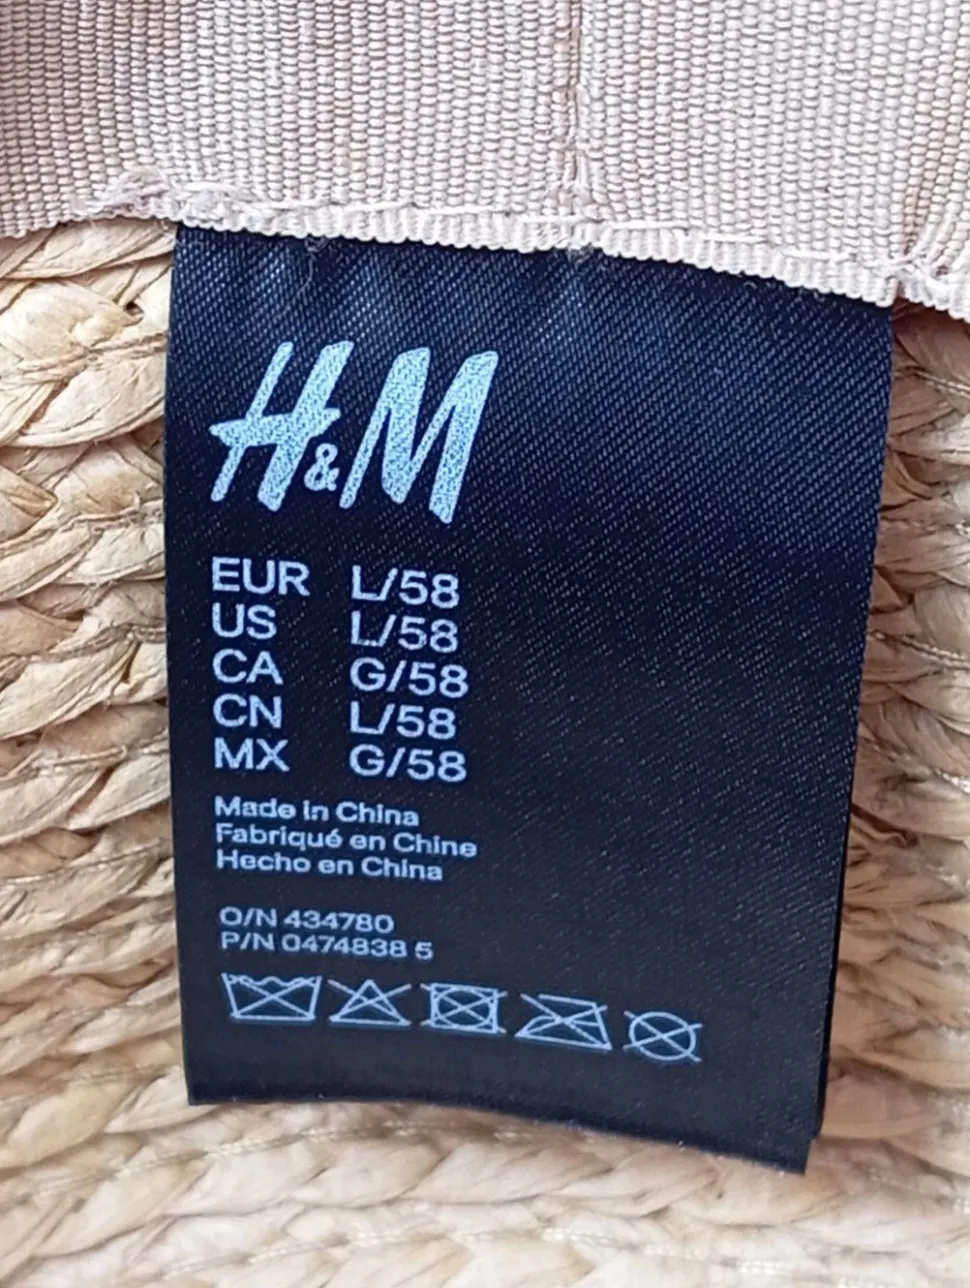 H&M
EUR L/58
US L/58
CA G/58
CN L/58
MX G/58
Made in China
Fabriqué en Chine
Hecho en China
O/N 434780
P/N 0474838 5